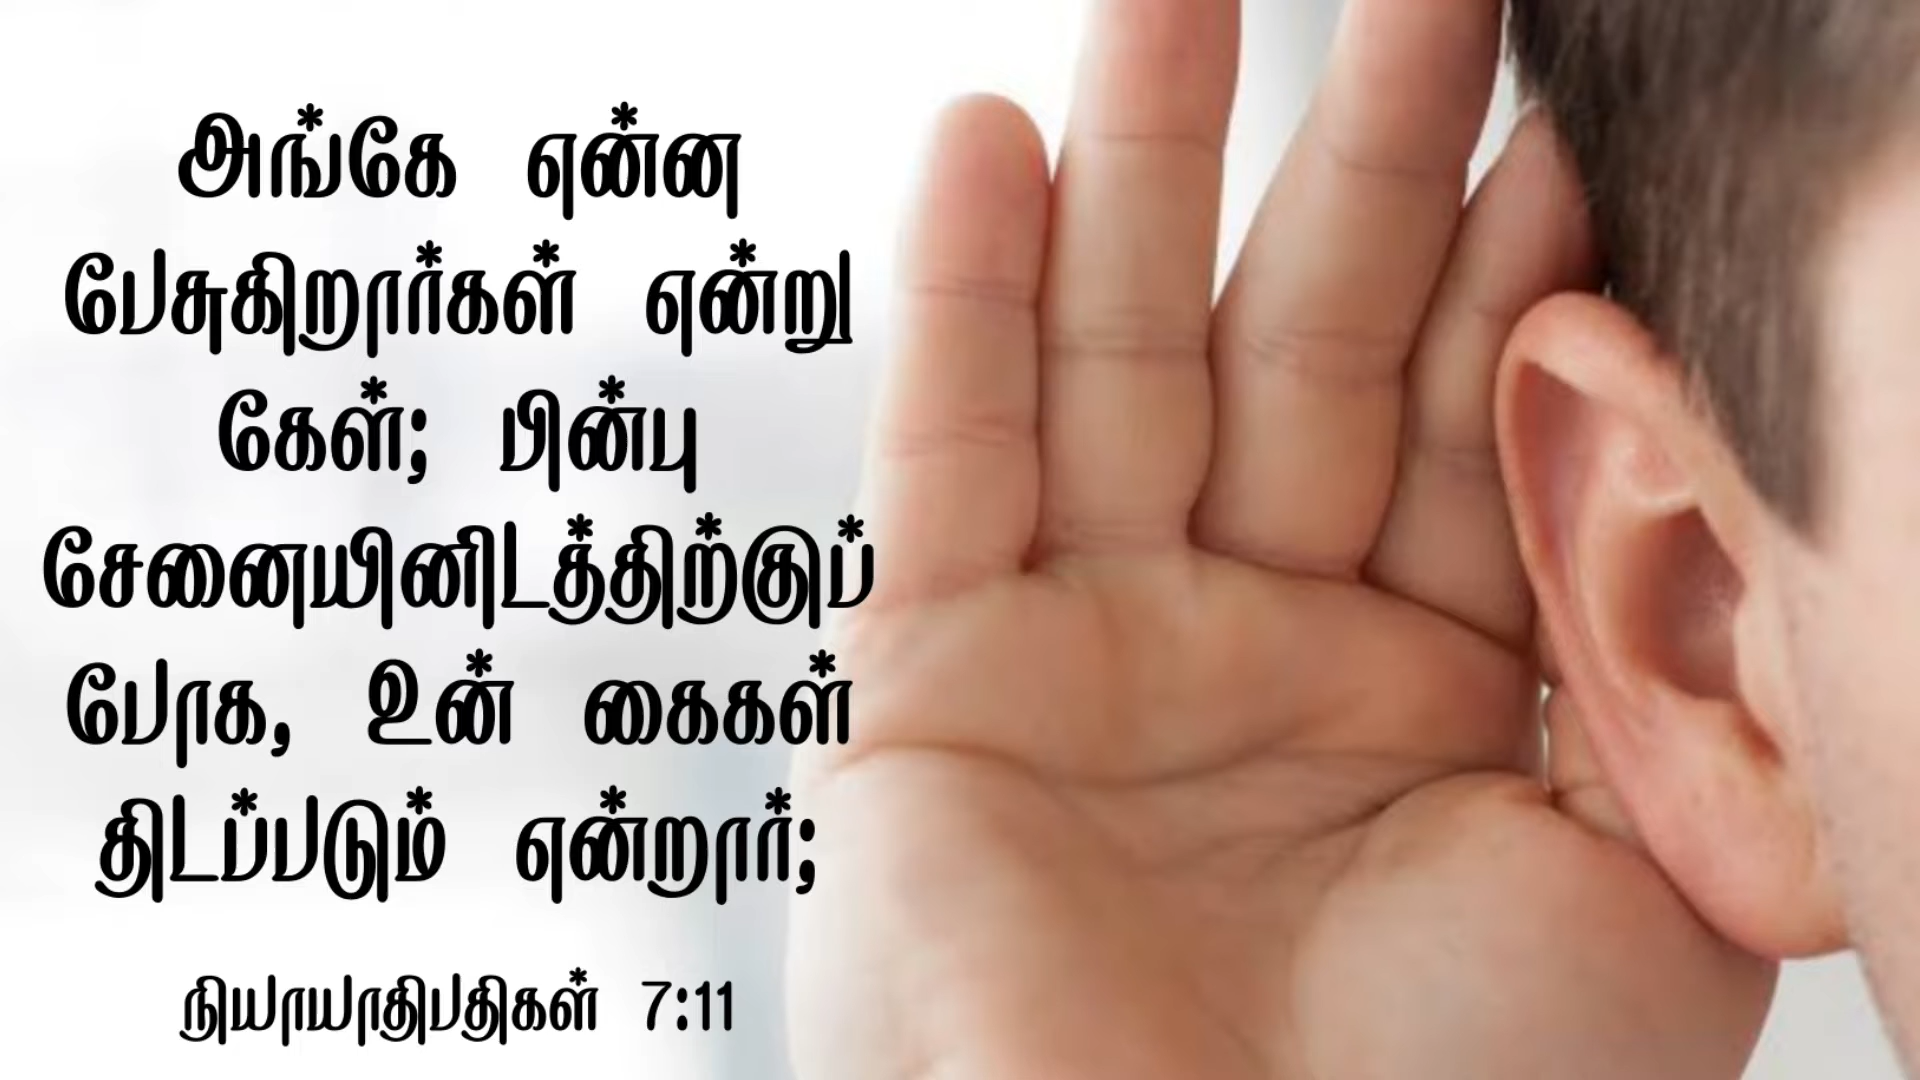 அங்கே என்ன
பேசுகிறார்கள் என்று
கேள்; பின்பு
சேனையினிடத்திற்குப்
போக, உன் கைகள்
திடப்படும் என்றார்;
நியாயாதிபதிகள் 7:11